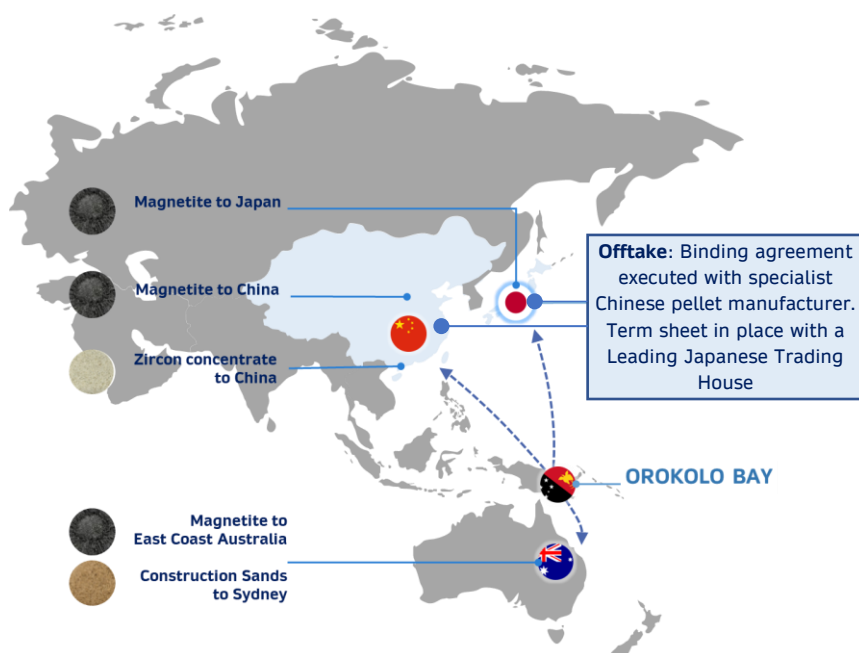 Magnetite to Japan
Magnetite to China
Zircon concentrate
to China
Offtake: Binding agreement
executed with specialist
Chinese pellet manufacturer.
Term sheet in place with a
Leading Japanese Trading
House
OROKOLO BAY
Magnetite to
East Coast Australia
Construction Sands
to Sydney